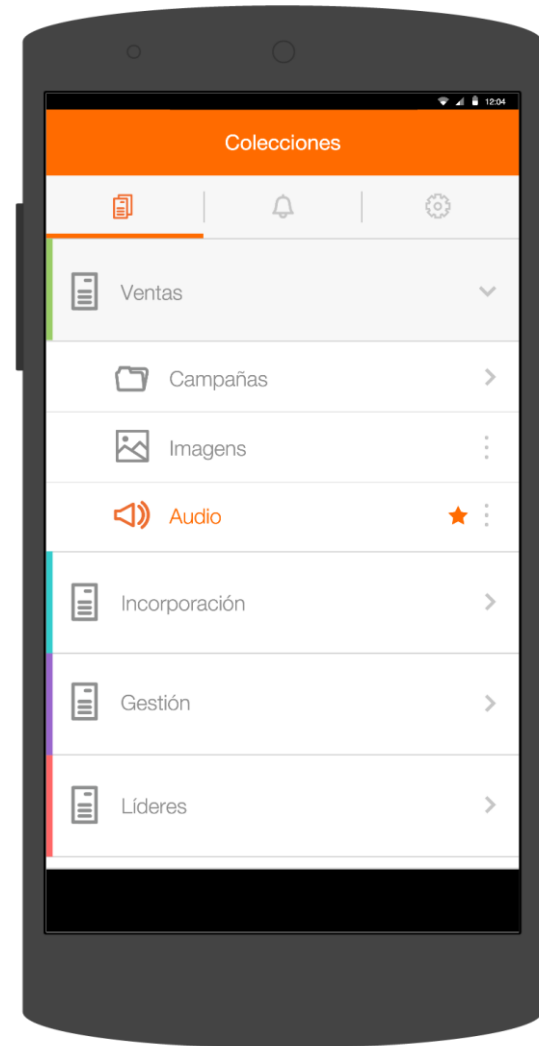 12:04
Colecciones
Ventas
Campañas
Imagens
Audio
Incorporación
Gestión
Líderes